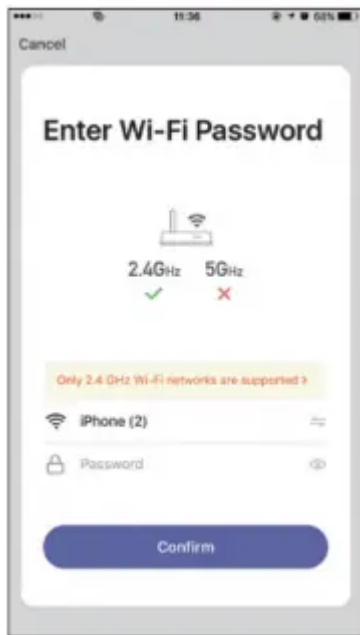 11:36 68%
Cancel
Enter Wi-Fi Password
2.4GHz 5GHz
Only 2.4 GHz Wi-Fi networks are supported >
iPhone (2)
Password
Confirm